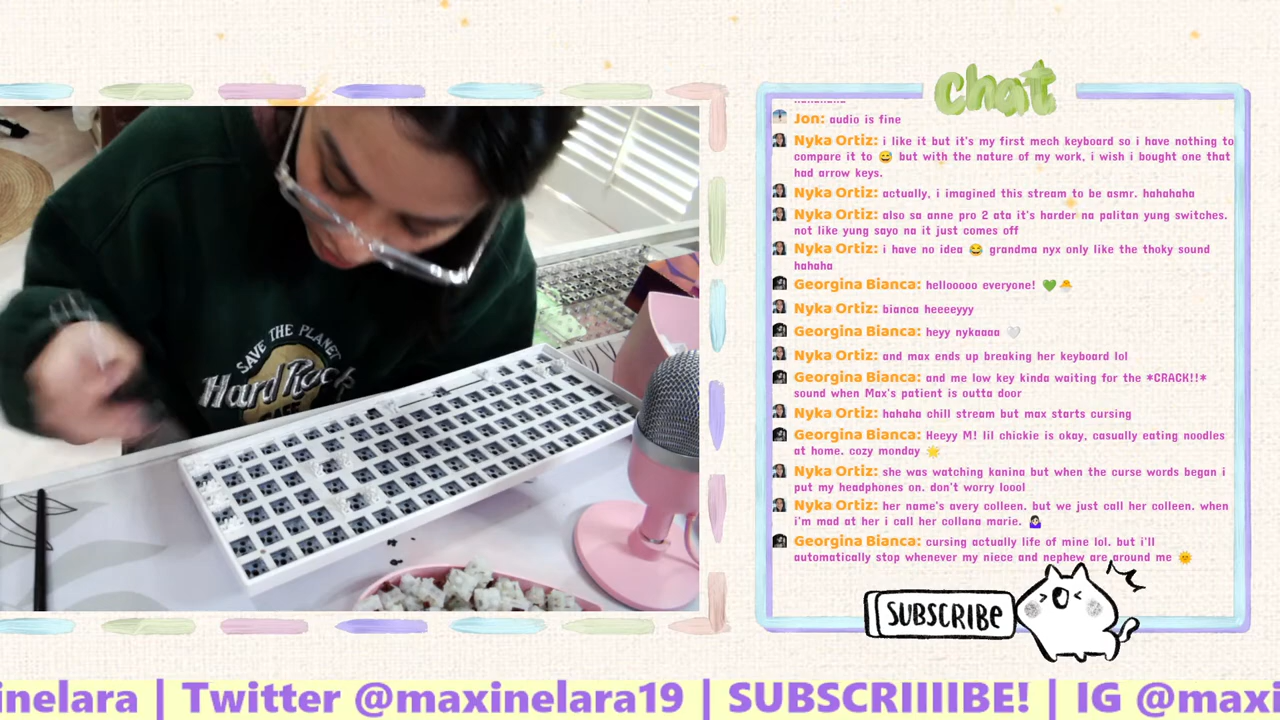 SAVE THE PLANET
Hard Rock
chat
hahahaha
Jon: audio is fine
Nyka Ortiz: i like it but it's my first mech keyboard so i have nothing to
compare it to 😅 but with the nature of my work, i wish i bought one that
had arrow keys.
Nyka Ortiz: actually, i imagined this stream to be asmr. hahahaha
Nyka Ortiz: also sa anne pro 2 ata it's harder na palitan yung switches.
not like yung sayo na it just comes off
Nyka Ortiz: i have no idea 😂 grandma nyx only like the thoky sound
hahaha
Georgina Bianca: hellooooo everyone! 💚🐣
Nyka Ortiz: bianca heeeeyyy
Georgina Bianca: heyy nykaaaa 🤍
Nyka Ortiz: and max ends up breaking her keyboard lol
Georgina Bianca: and me low key kinda waiting for the *CRACK!!*
sound when Max's patient is outta door
Nyka Ortiz: hahaha chill stream but max starts cursing
Georgina Bianca: Heeyy M! lil chickie is okay, casually eating noodles
at home. cozy monday 🌟
Nyka Ortiz: she was watching kanina but when the curse words began i
put my headphones on. don't worry loool
Nyka Ortiz: her name's avery colleen. but we just call her colleen. when
i'm mad at her i call her collana marie. 🤷🏻‍♀️
Georgina Bianca: cursing actually life of mine lol. but i'll
automatically stop whenever my niece and nephew are around me 🌞
SUBSCRIBE
inelara | Twitter @maxinelara19 | SUBSCRIIIIBE! | IG @maxi